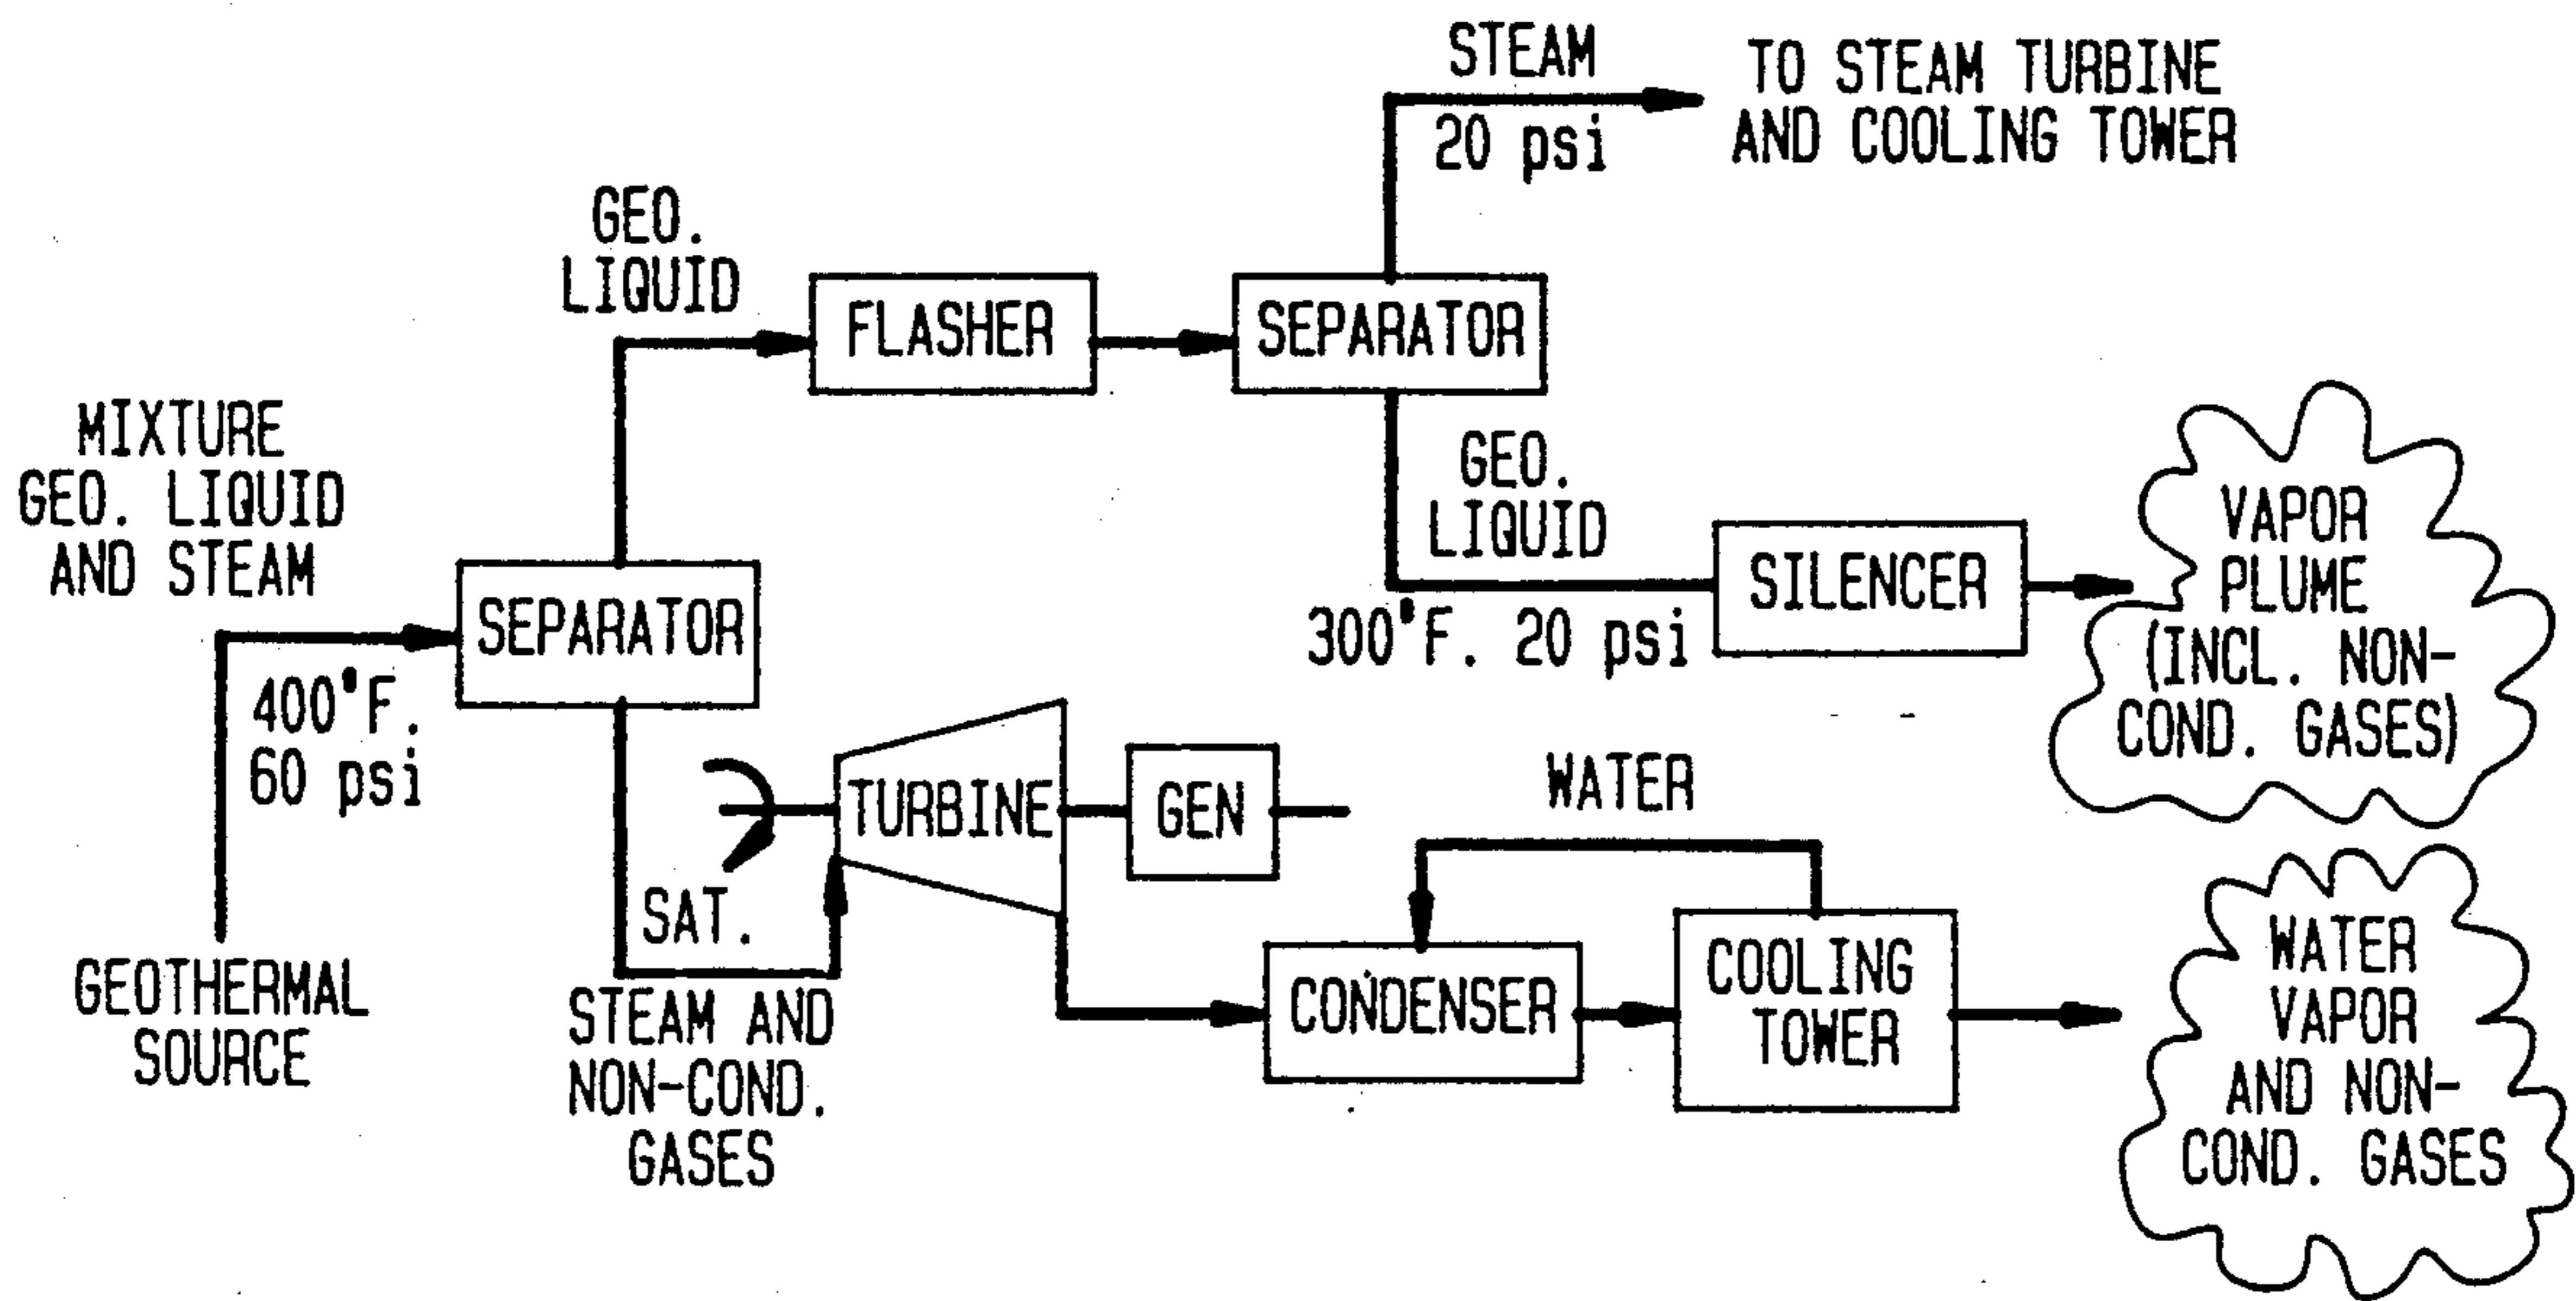 STEAM
20 psi
TO STEAM TURBINE
AND COOLING TOWER
GEO.
LIQUID
FLASHER
SEPARATOR
MIXTURE
GEO. LIQUID
AND STEAM
400°F.
60 psi
GEOTHERMAL
SOURCE
SEPARATOR
GEO.
LIQUID
300°F. 20 psi
SILENCER
VAPOR
PLUME
(INCL. NON-
COND. GASES)
SAT.
STEAM AND
NON-COND.
GASES
TURBINE
GEN
WATER
CONDENSER
COOLING
TOWER
WATER
VAPOR
AND NON-
COND. GASES